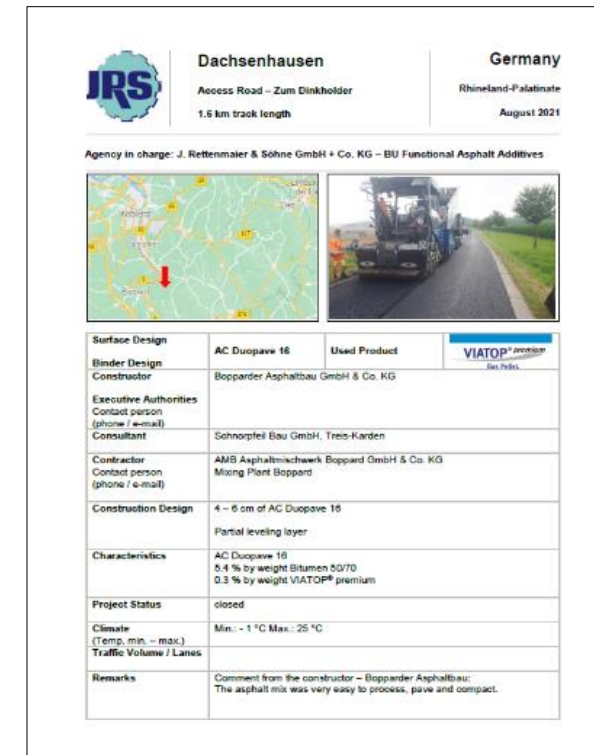 JRS
Dachsenhausen
Germany
Access Road – Zum Dinkholder
Rhineland-Palatinate
1.6 km track length
August 2021
Agency in charge: J. Rettenmaier & Söhne GmbH + Co. KG – BU Functional Asphalt Additives
Koblenz
Surface Design
Binder Design
AC Duopave 16
Used Product
VIATOP® premium
Das Pellet.
Constructor
Bopparder Asphaltbau GmbH & Co. KG
Executive Authorities
Contact person
(phone / e-mail)
Consultant
Schnorpfeil Bau GmbH, Treis-Karden
Contractor
AMB Asphaltmischwerk Boppard GmbH & Co. KG
Contact person
Mixing Plant Boppard
(phone / e-mail)
Construction Design
4 – 6 cm of AC Duopave 16
Partial leveling layer
Characteristics
AC Duopave 16
5.4 % by weight Bitumen 50/70
0.3 % by weight VIATOP® premium
Project Status
closed
Climate
Min.: - 1 °C Max.: 25 °C
(Temp. min. – max.)
Traffic Volume / Lanes
Remarks
Comment from the constructor – Bopparder Asphaltbau:
The asphalt mix was very easy to process, pave and compact.